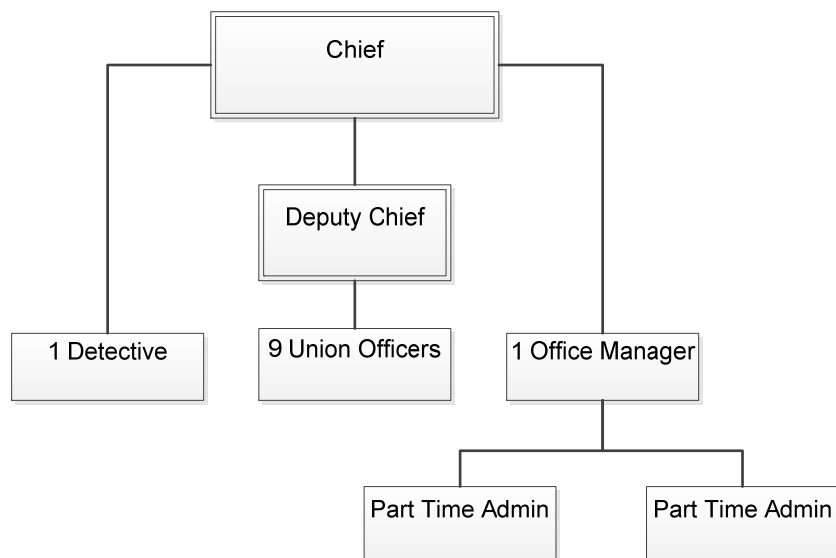 Chief
Deputy Chief
1 Detective
9 Union Officers
1 Office Manager
Part Time Admin
Part Time Admin